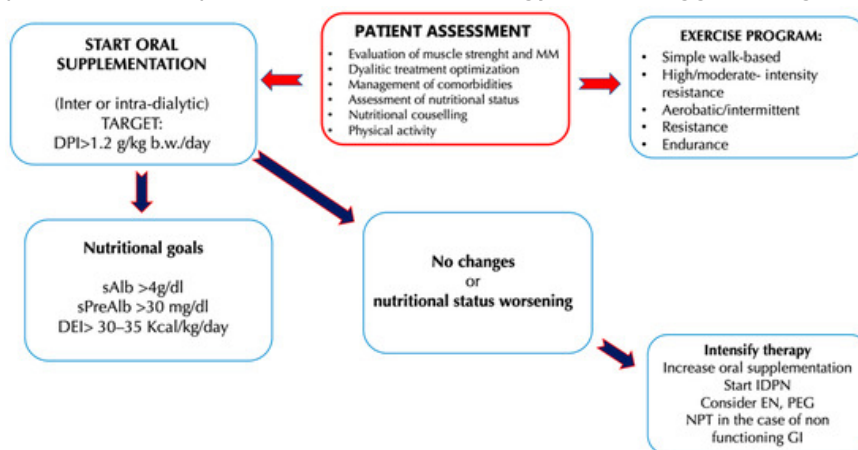 START ORAL
SUPPLEMENTATION
(Inter or intra-dialytic)
TARGET:
DPI>1.2 g/kg b.w./day
PATIENT ASSESSMENT
• Evaluation of muscle strenght and MM
• Dyalitic treatment optimization
• Management of comorbidities
• Assessment of nutritional status
• Nutritional couselling
• Physical activity
EXERCISE PROGRAM:
• Simple walk-based
• High/moderate- intensity
resistance
• Aerobatic/intermittent
• Resistance
• Endurance
Nutritional goals
sAlb >4g/dl
sPreAlb >30 mg/dl
DEI> 30–35 Kcal/kg/day
No changes
or
nutritional status worsening
Intensify therapy
Increase oral supplementation
Start IDPN
Consider EN, PEG
NPT in the case of non
functioning GI